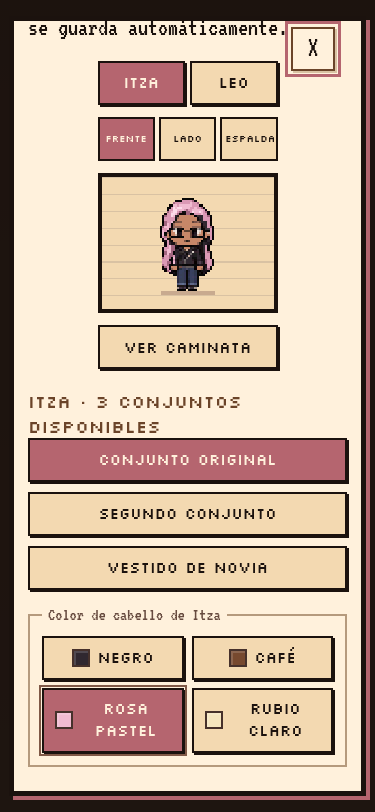 se guarda automáticamente.
X
ITZA
LEO
FRENTE
LADO
ESPALDA
VER CAMINATA
ITZA · 3 CONJUNTOS
DISPONIBLES
CONJUNTO ORIGINAL
SEGUNDO CONJUNTO
VESTIDO DE NOVIA
Color de cabello de Itza
NEGRO
CAFÉ
ROSA
PASTEL
RUBIO
CLARO